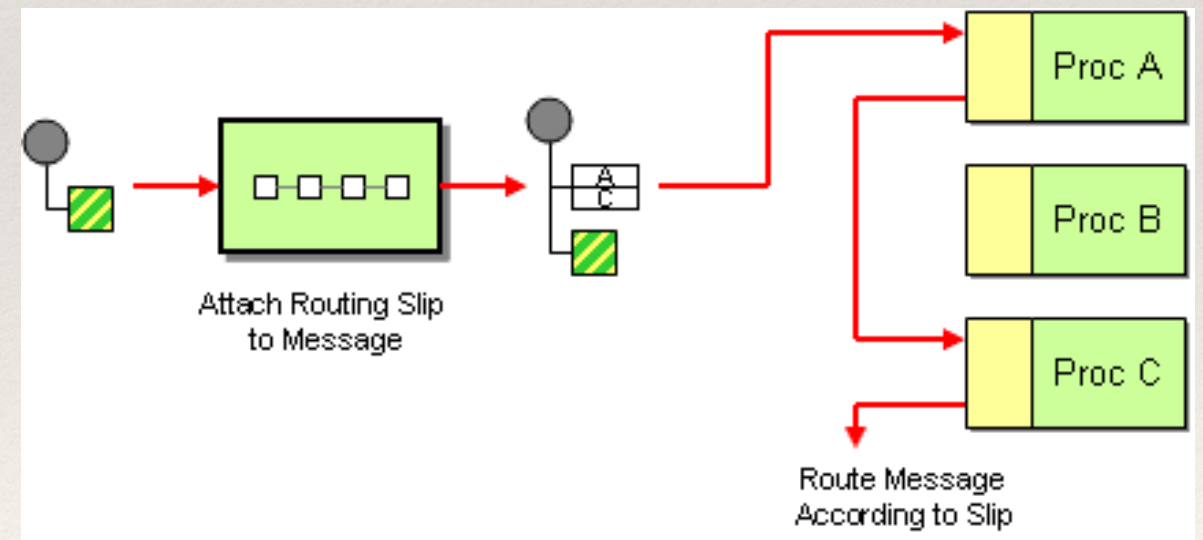 Attach Routing Slip
to Message
A
C
Proc A
Proc B
Proc C
Route Message
According to Slip